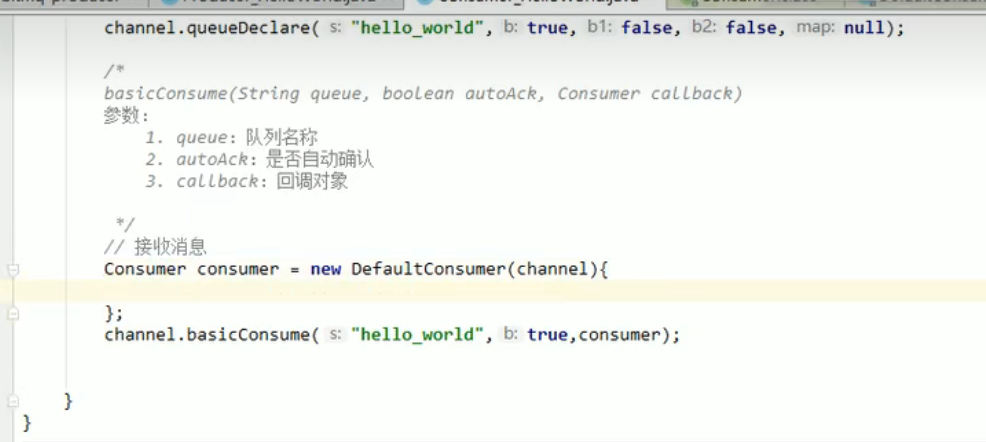 channel.queueDeclare( s: "hello_world", b: true, b1: false, b2: false, map: null);
/*
basicConsume(String queue, boolean autoAck, Consumer callback)
参数：
1. queue：队列名称
2. autoAck：是否自动确认
3. callback：回调对象
*/
// 接收消息
Consumer consumer = new DefaultConsumer(channel){
};
channel.basicConsume( s: "hello_world", b: true,consumer);
}
}